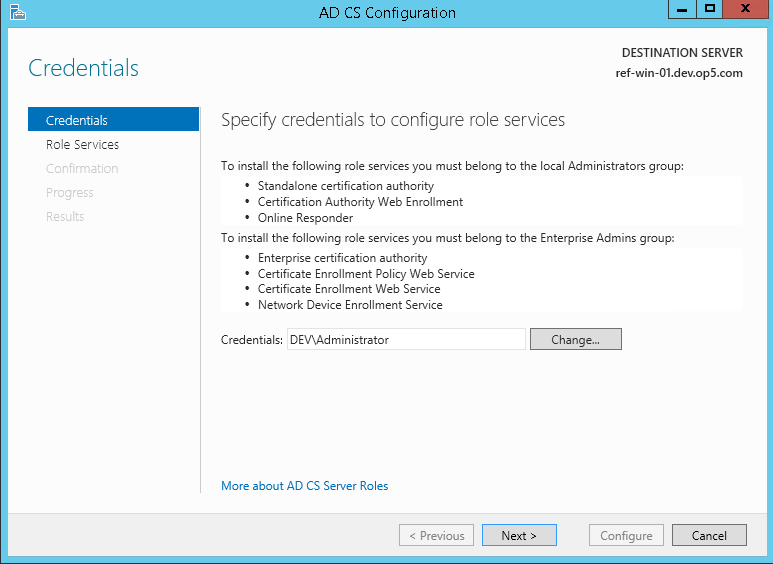 AD CS Configuration
Credentials
DESTINATION SERVER
ref-win-01.dev.op5.com
Credentials
Role Services
Confirmation
Progress
Results
Specify credentials to configure role services
To install the following role services you must belong to the local Administrators group:
• Standalone certification authority
• Certification Authority Web Enrollment
• Online Responder
To install the following role services you must belong to the Enterprise Admins group:
• Enterprise certification authority
• Certificate Enrollment Policy Web Service
• Certificate Enrollment Web Service
• Network Device Enrollment Service
Credentials: DEV\Administrator Change...
More about AD CS Server Roles
< Previous Next > Configure Cancel